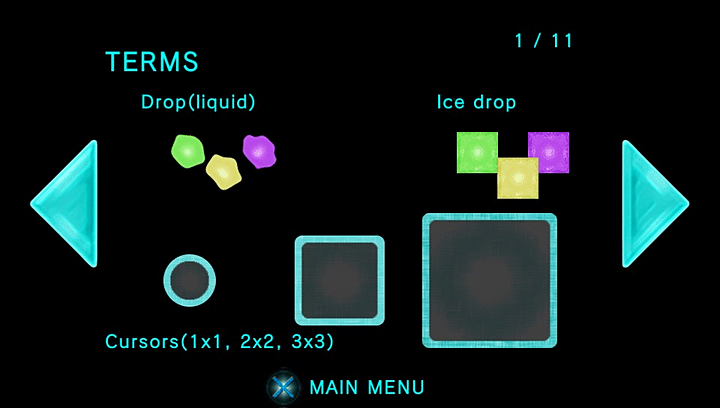 1 / 11
TERMS
Drop(liquid)
Ice drop
Cursors(1x1, 2x2, 3x3)
MAIN MENU